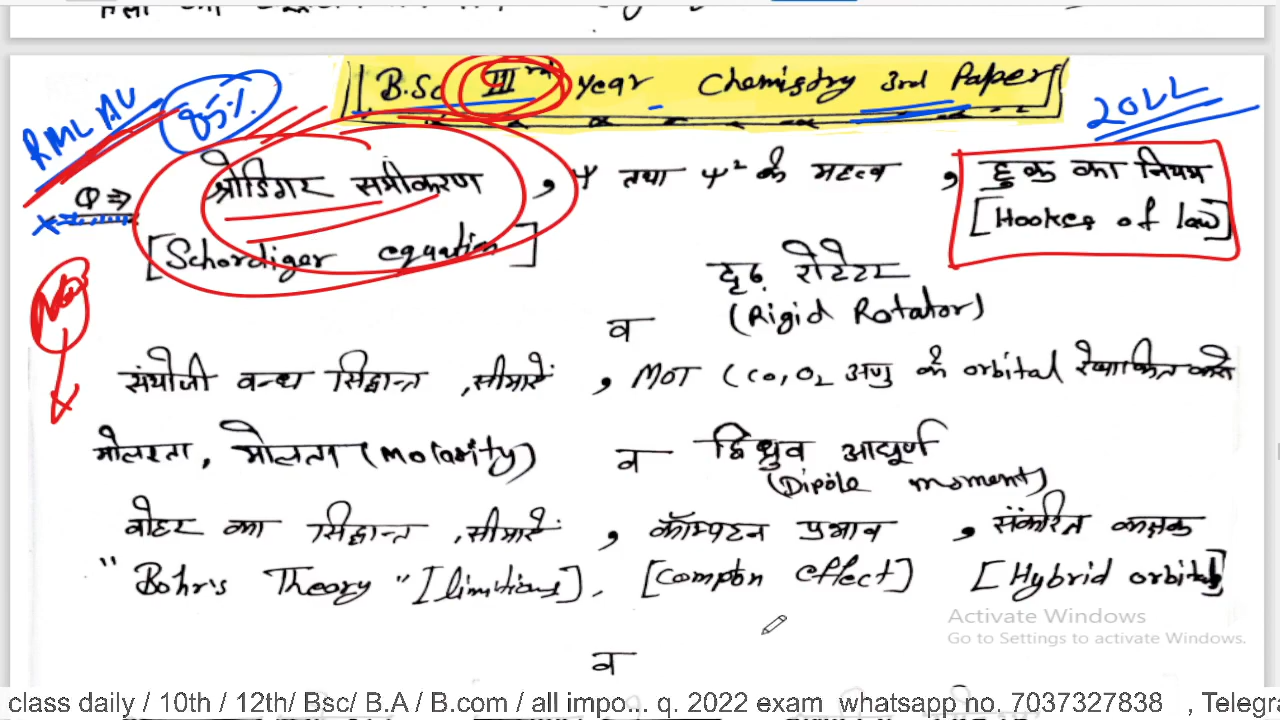 B.Sc IIIrd Year Chemistry 3rd Paper
RMLAU 85%
2022
Q ⇒ श्रोडिंगर समीकरण , Ψ तथा Ψ² के महत्व , हुक का नियम
[Schordiger equation] [Hookes of law]
दृढ़ रोटेटर
व (Rigid Rotator)
संयोजी बन्ध सिद्धान्त ,सीमाऐं , MOT (CO, O₂ अणु के orbital रेखांकित करो
मोलरता, मोलता (Molarity) व द्विध्रुव आघूर्ण
(Dipole moment)
बोहर का सिद्धान्त ,सीमाऐं , कॉम्पटन प्रभाव , संकरित कक्षक
"Bohr's Theory" [limitions], [Compton effect] [Hybrid orbital]
Activate Windows
Go to Settings to activate Windows.
व
class daily / 10th / 12th/ Bsc/ B.A / B.com / all impo... q. 2022 exam whatsapp no. 7037327838 , Telegra